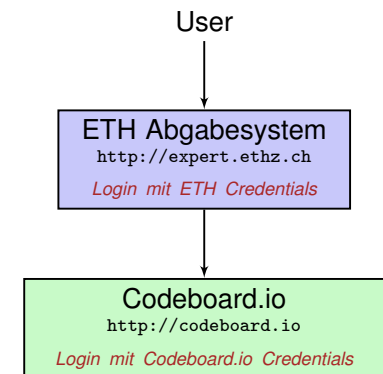 User
ETH Abgabesystem
http://expert.ethz.ch
Login mit ETH Credentials
Codeboard.io
http://codeboard.io
Login mit Codeboard.io Credentials